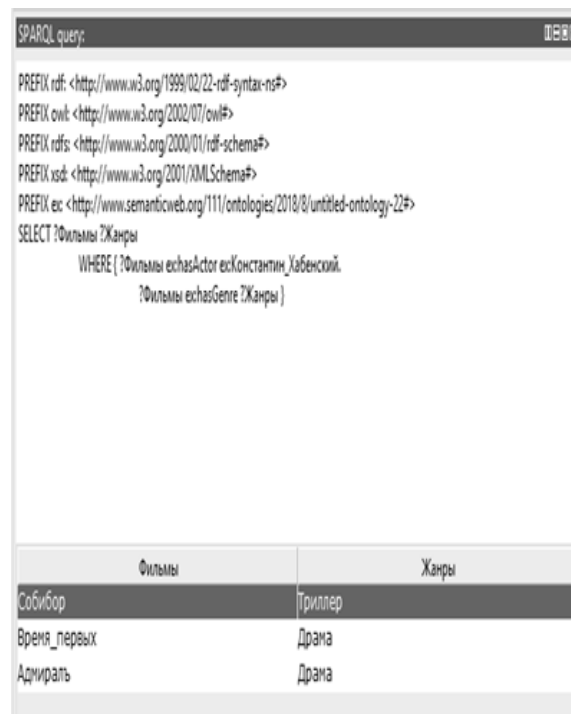 SPARQL query:
PREFIX rdf: <http://www.w3.org/1999/02/22-rdf-syntax-ns#>
PREFIX owl: <http://www.w3.org/2002/07/owl#>
PREFIX rdfs: <http://www.w3.org/2000/01/rdf-schema#>
PREFIX xsd: <http://www.w3.org/2001/XMLSchema#>
PREFIX ex: <http://www.semanticweb.org/111/ontologies/2018/8/untitled-ontology-22#>
SELECT ?Фильмы ?Жанры
WHERE { ?Фильмы ex:hasActor ex:Константин_Хабенский.
?Фильмы ex:hasGenre ?Жанры }
Фильмы Жанры
Собибор Триллер
Время_первых Драма
Адмиралъ Драма